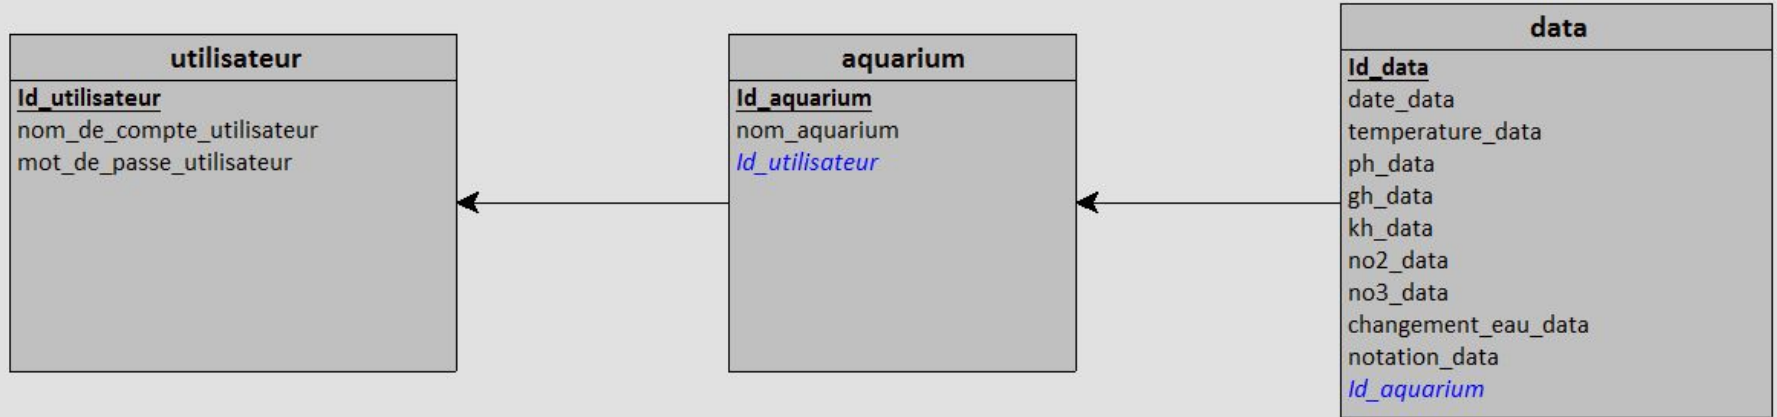 utilisateur
Id_utilisateur
nom_de_compte_utilisateur
mot_de_passe_utilisateur
aquarium
Id_aquarium
nom_aquarium
Id_utilisateur
data
Id_data
date_data
temperature_data
ph_data
gh_data
kh_data
no2_data
no3_data
changement_eau_data
notation_data
Id_aquarium